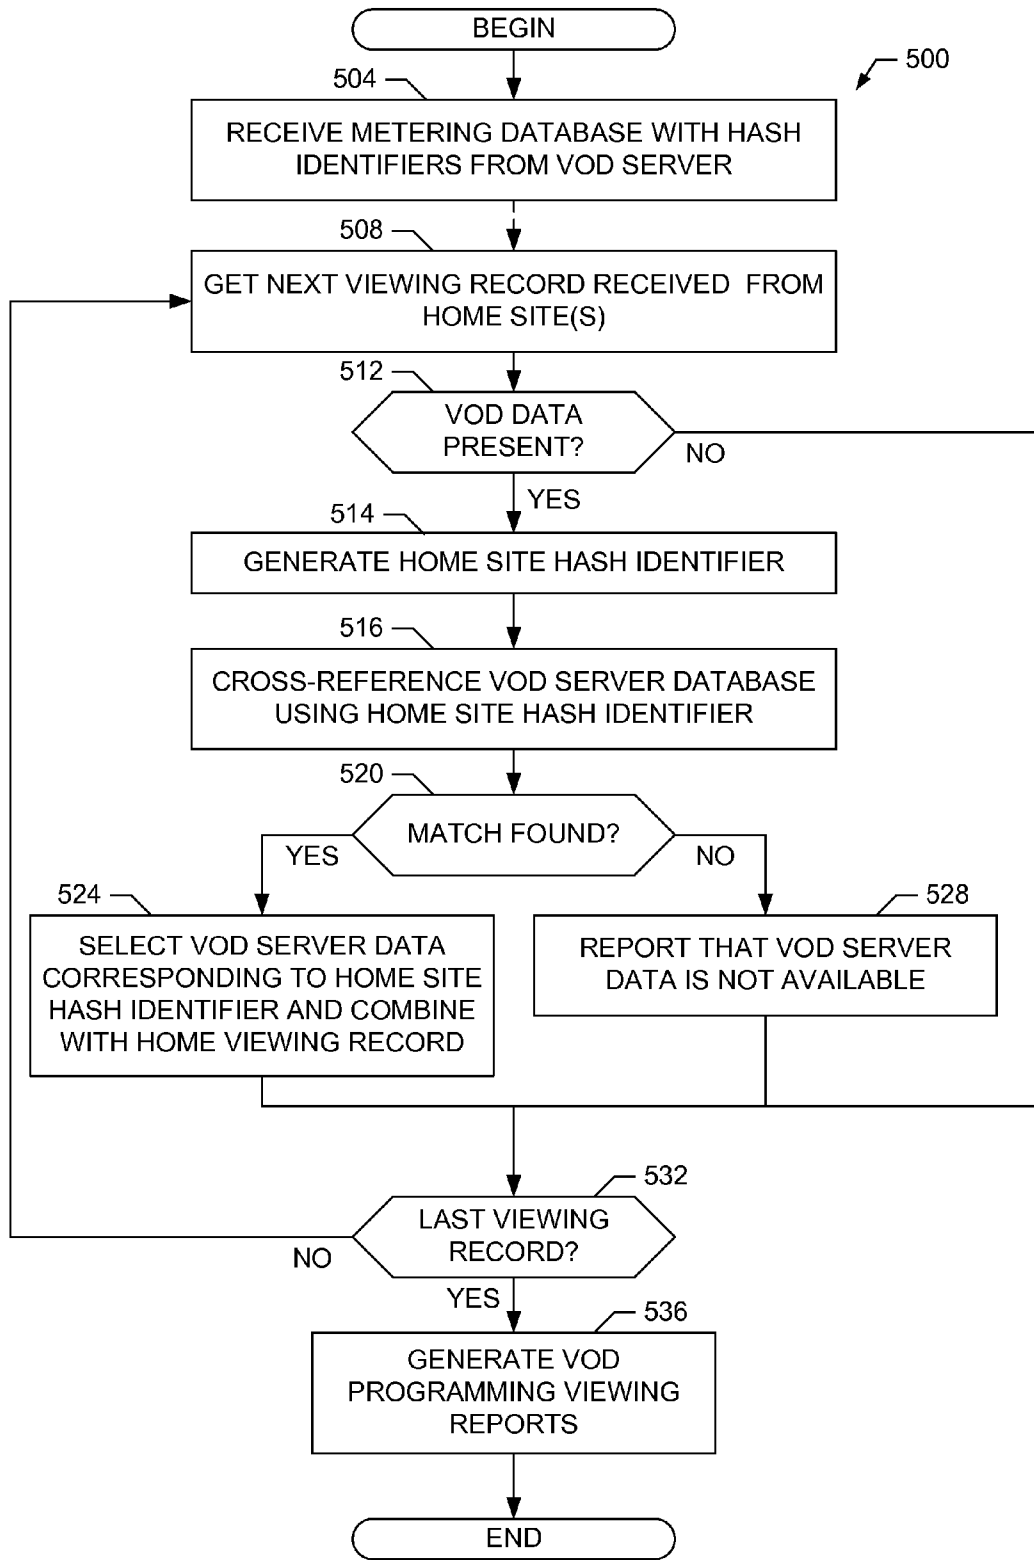 BEGIN
500
504
RECEIVE METERING DATABASE WITH HASH
IDENTIFIERS FROM VOD SERVER
508
GET NEXT VIEWING RECORD RECEIVED FROM
HOME SITE(S)
512
VOD DATA
PRESENT?
NO
YES
514
GENERATE HOME SITE HASH IDENTIFIER
516
CROSS-REFERENCE VOD SERVER DATABASE
USING HOME SITE HASH IDENTIFIER
520
MATCH FOUND?
YES
NO
524
SELECT VOD SERVER DATA
CORRESPONDING TO HOME SITE
HASH IDENTIFIER AND COMBINE
WITH HOME VIEWING RECORD
528
REPORT THAT VOD SERVER
DATA IS NOT AVAILABLE
532
LAST VIEWING
RECORD?
NO
YES
536
GENERATE VOD
PROGRAMMING VIEWING
REPORTS
END